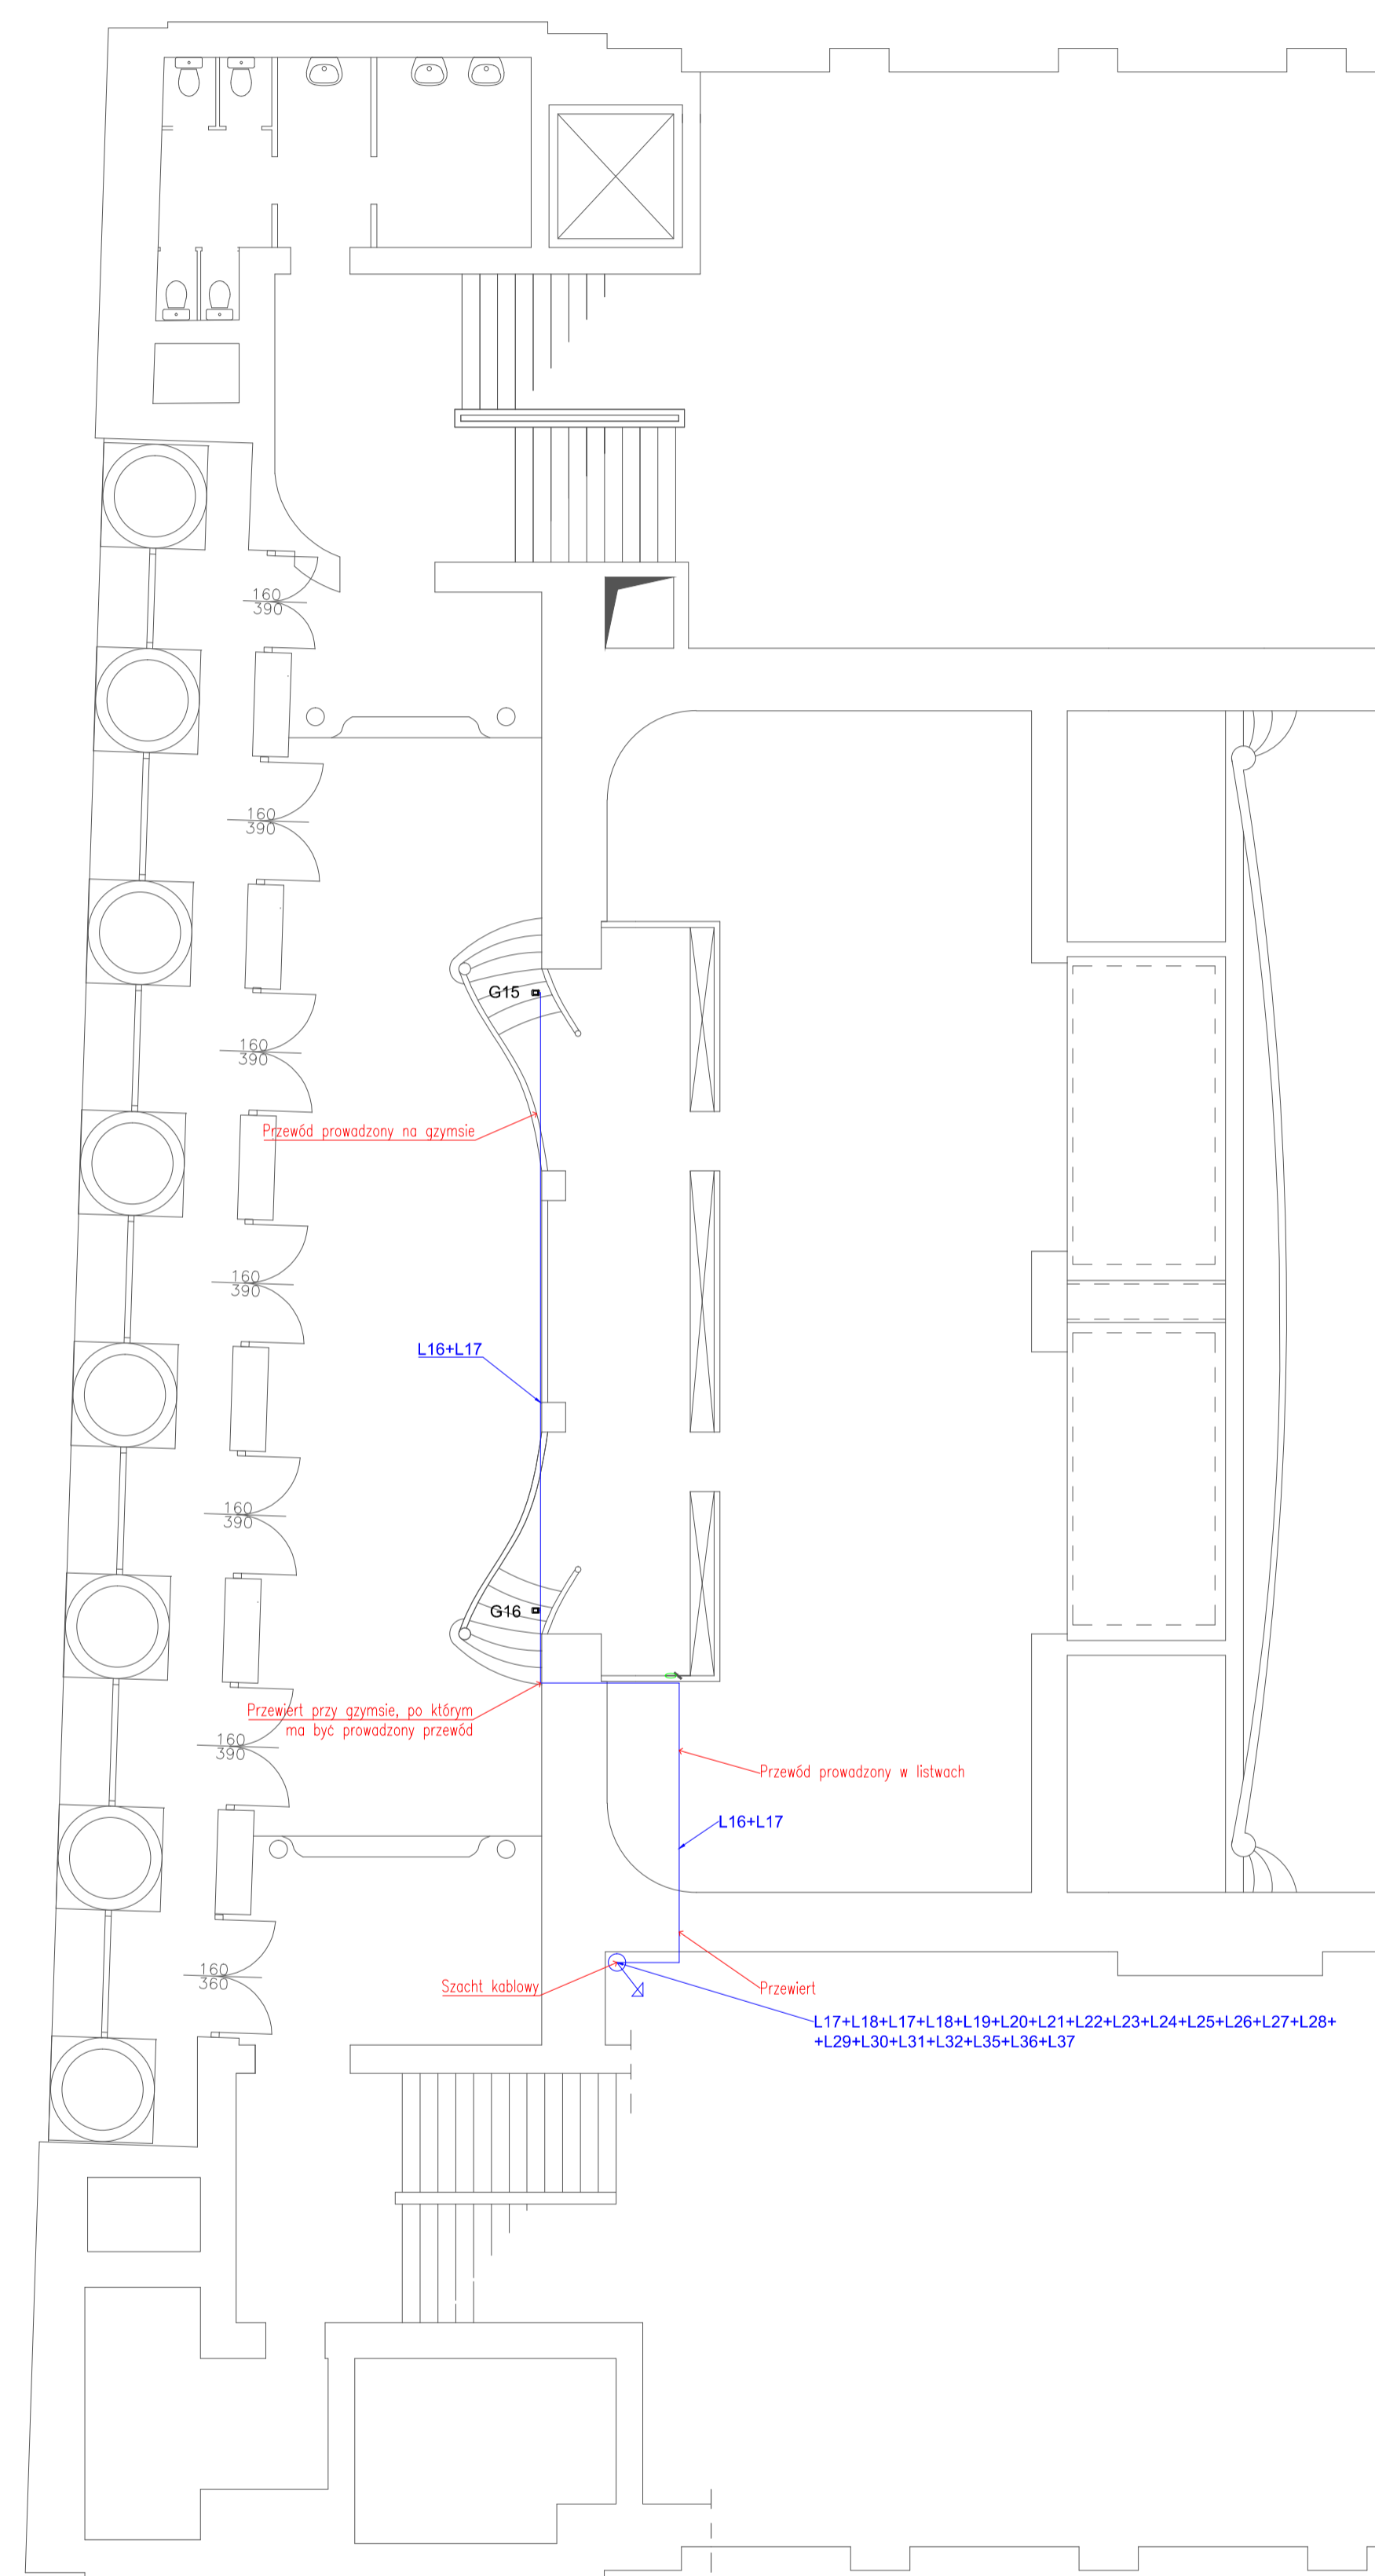 160
390
160
390
G15
160
390
Przewód prowadzony na gzymsie
160
390
L16+L17
160
390
G16
Przewiert przy gzymsie, po którym
ma być prowadzony przewód
160
390
Przewód prowadzony w listwach
L16+L17
160
360
Szacht kablowy
Przewiert
L17+L18+L17+L18+L19+L20+L21+L22+L23+L24+L25+L26+L27+L28+
+L29+L30+L31+L32+L35+L36+L37